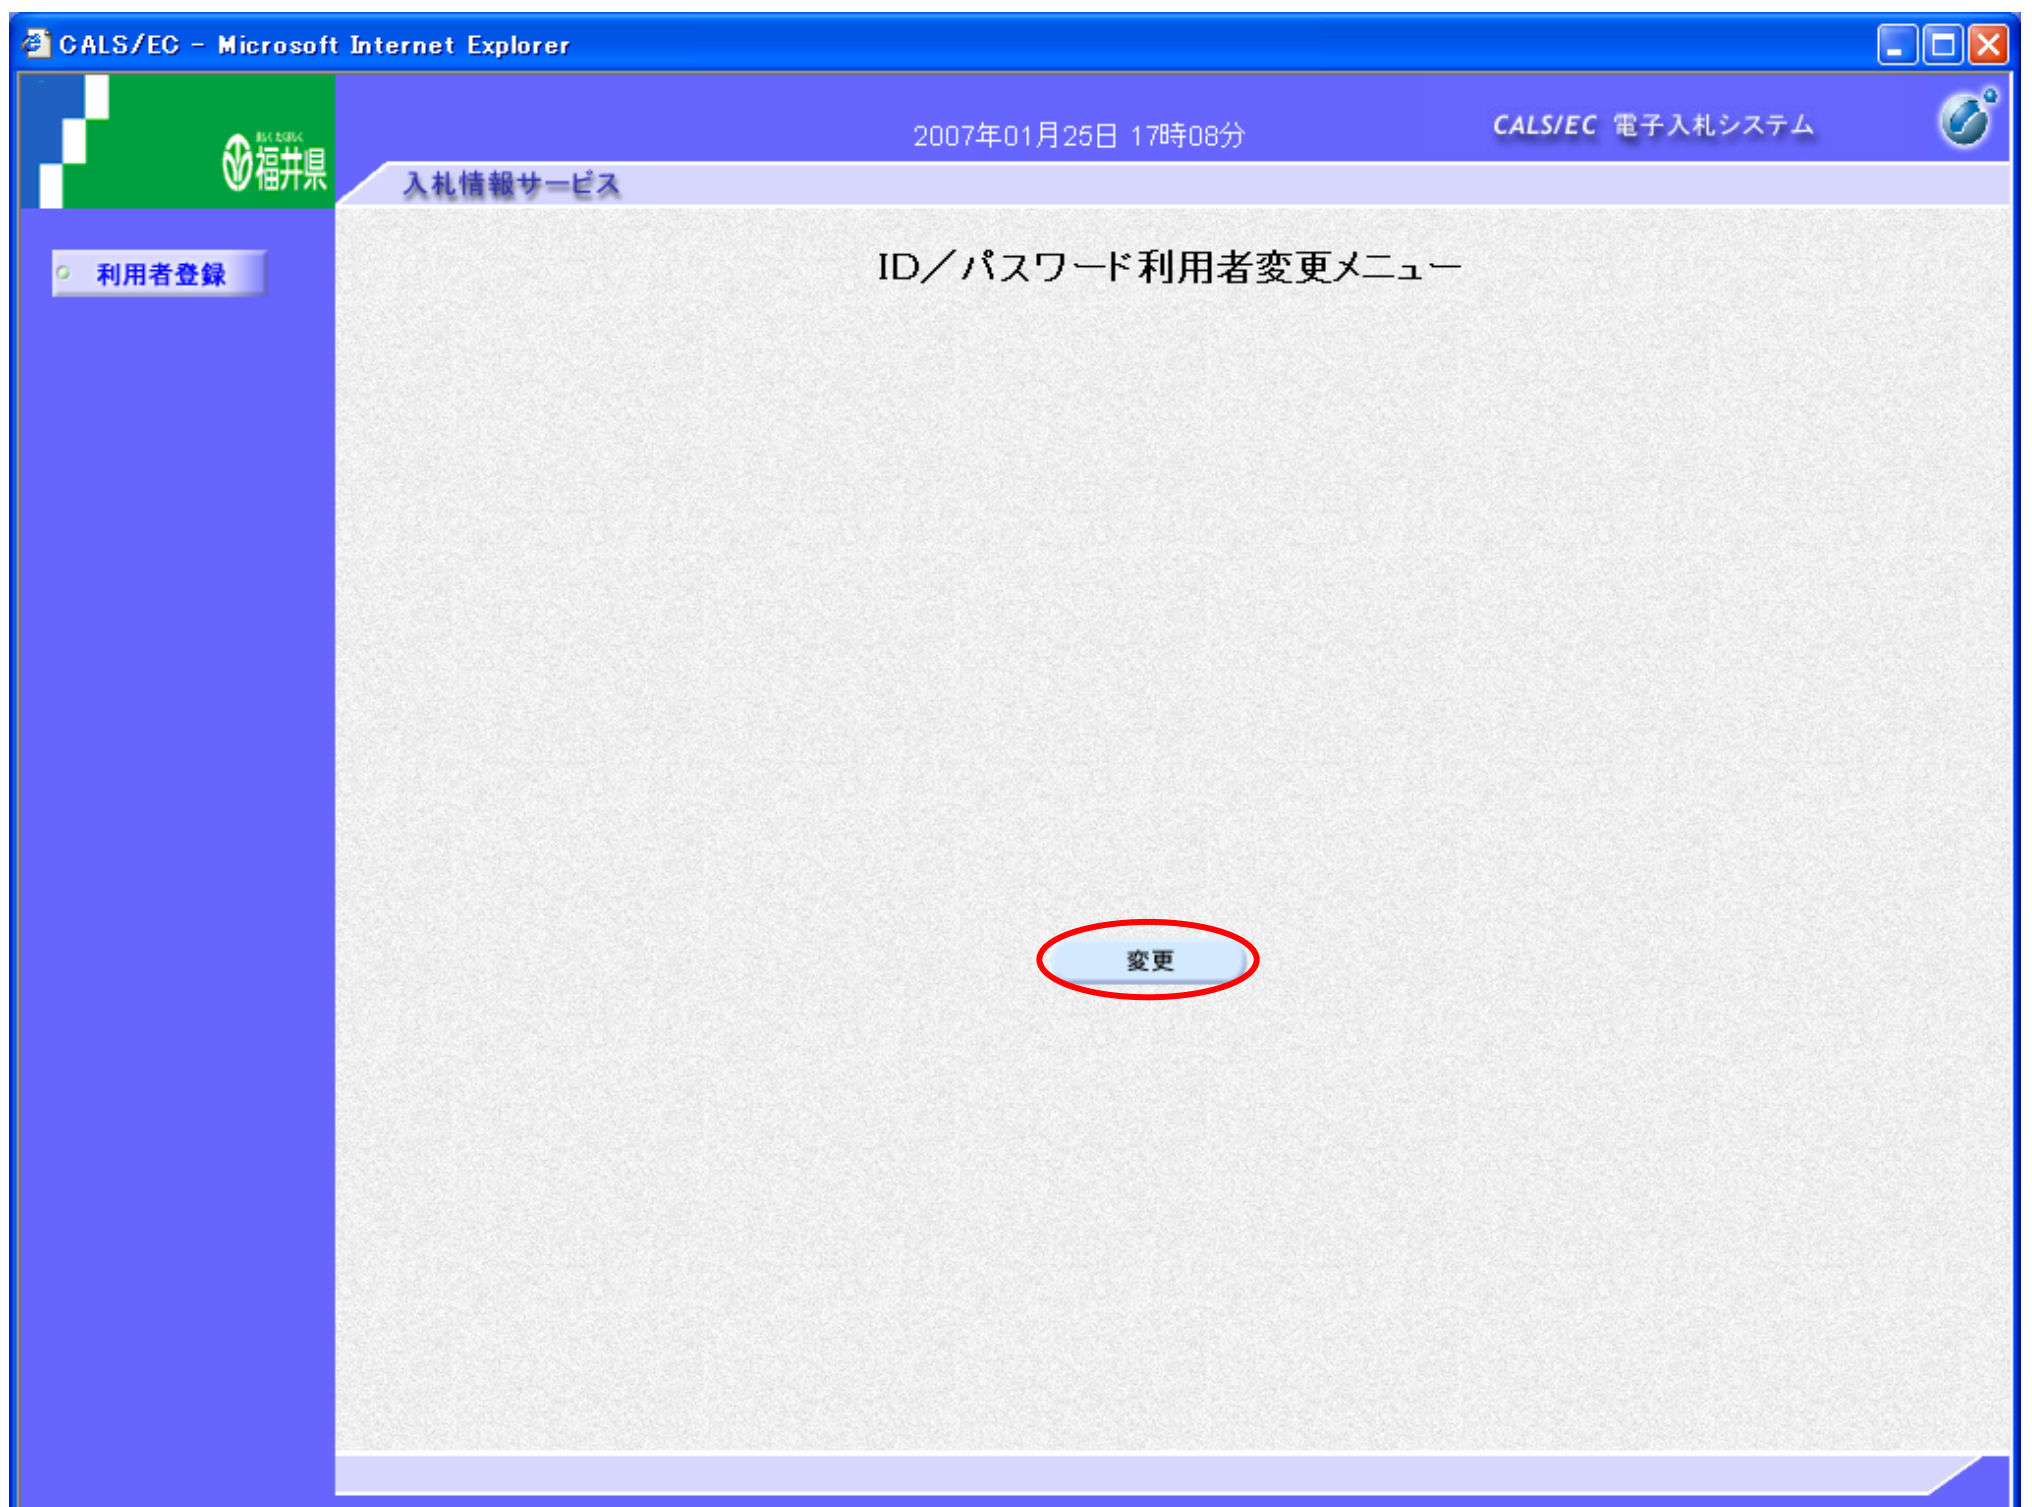 CALS/EC - Microsoft Internet Explorer
福井県
2007年01月25日 17時08分
CALS/EC 電子入札システム
入札情報サービス
利用者登録
ID／パスワード利用者変更メニュー
変更